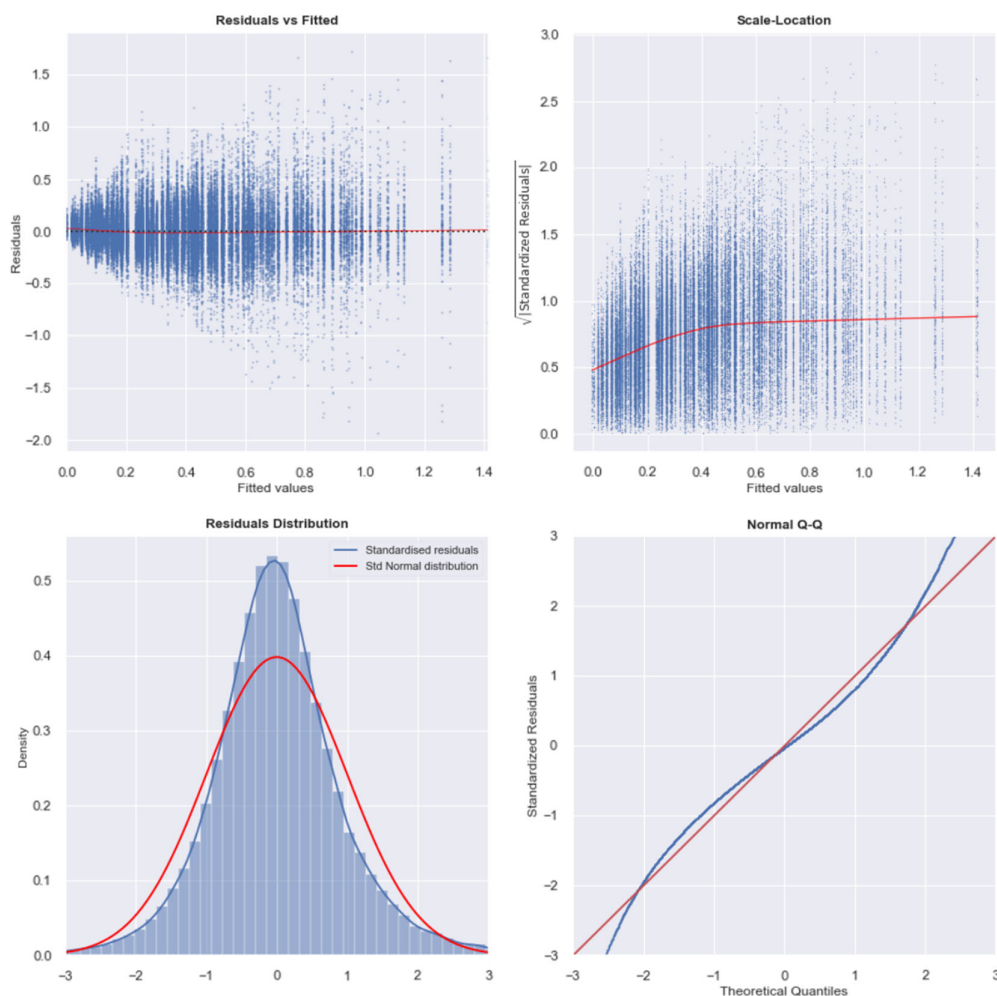 Residuals vs Fitted
Residuals
1.5
1.0
0.5
0.0
−0.5
−1.0
−1.5
−2.0
0.0 0.2 0.4 0.6 0.8 1.0 1.2 1.4
Fitted values
Scale-Location
√|Standardized Residuals|
3.0
2.5
2.0
1.5
1.0
0.5
0.0
0.0 0.2 0.4 0.6 0.8 1.0 1.2 1.4
Fitted values
Residuals Distribution
Standardised residuals
Std Normal distribution
Density
0.5
0.4
0.3
0.2
0.1
0.0
−3 −2 −1 0 1 2 3
Normal Q-Q
Standardized Residuals
3
2
1
0
−1
−2
−3
−3 −2 −1 0 1 2 3
Theoretical Quantiles